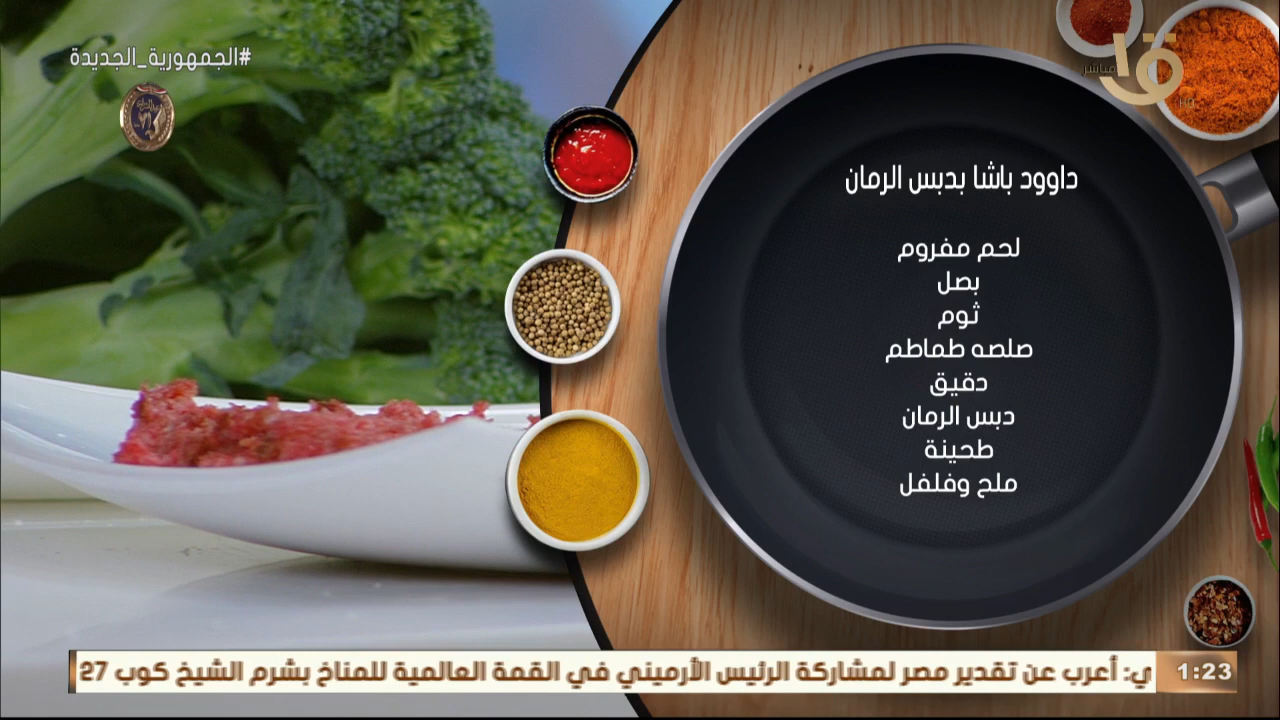 #الجمهورية_الجديدة
مباشر
داوود باشا بدبس الرمان
لحم مفروم
بصل
ثوم
صلصه طماطم
دقيق
دبس الرمان
طحينة
ملح وفلفل
ي: أعرب عن تقدير مصر لمشاركة الرئيس الأرميني في القمة العالمية للمناخ بشرم الشيخ كوب 27
1:23